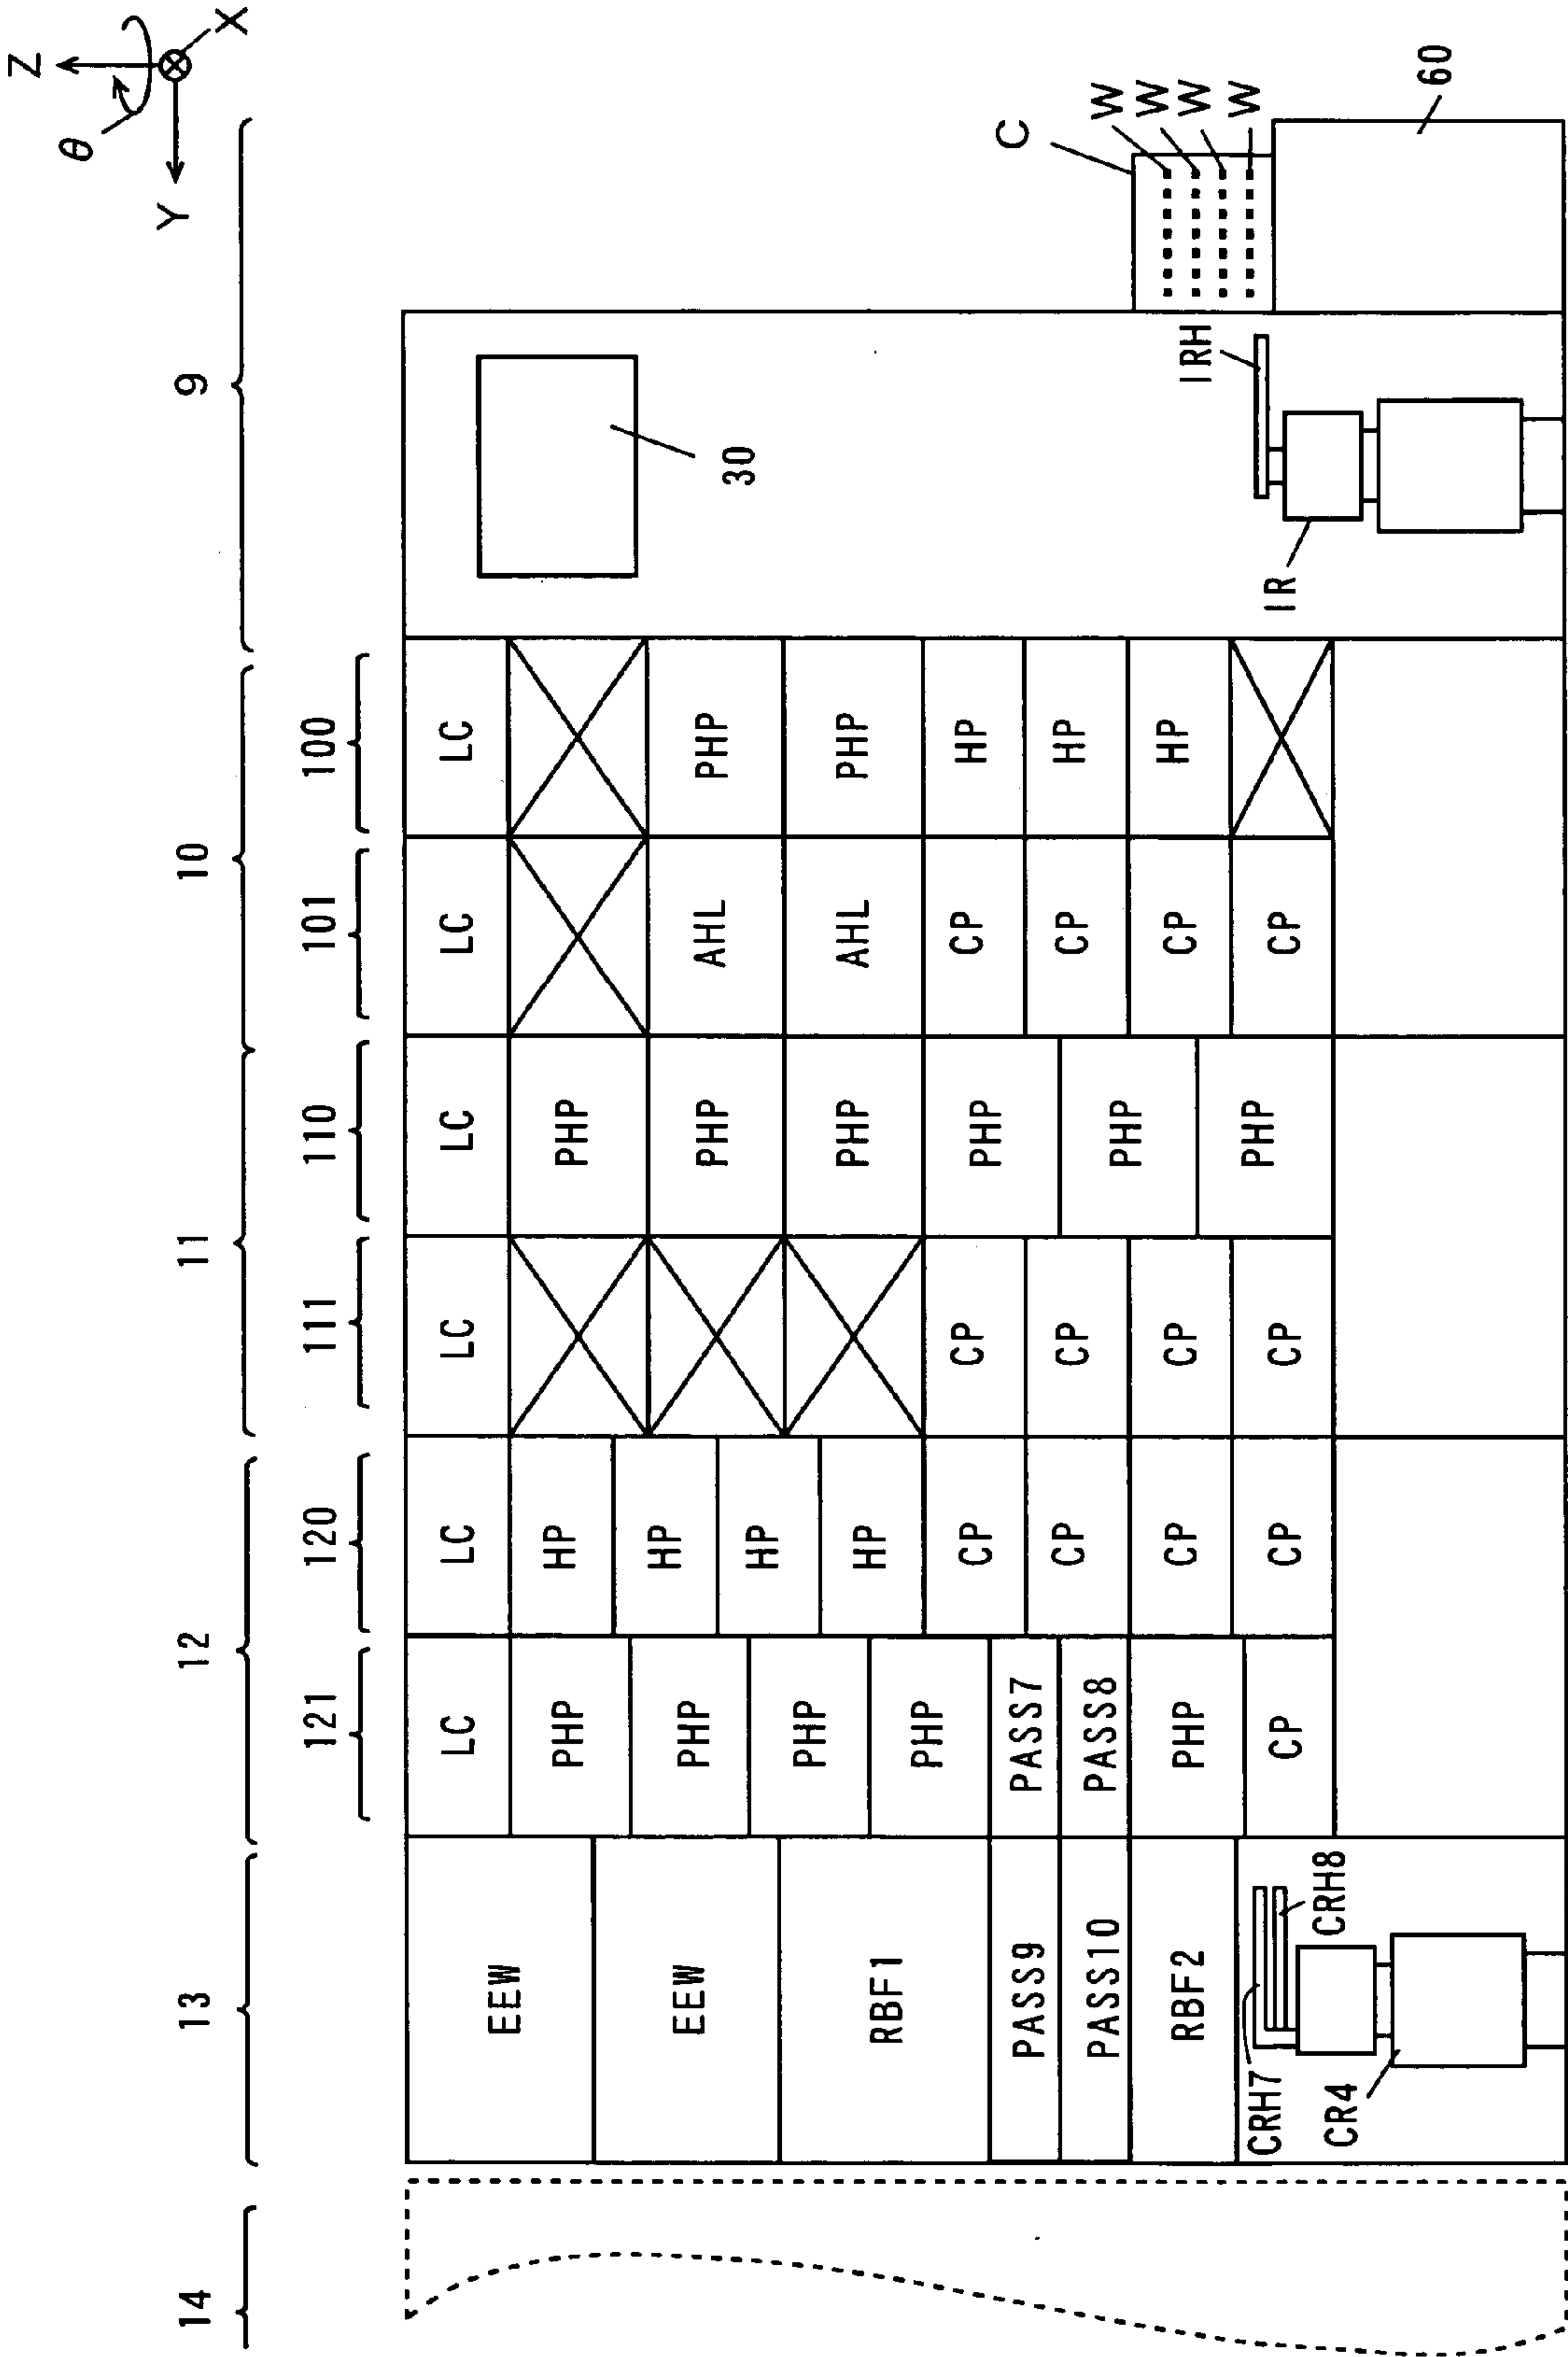 Z
X
θ
Y
14
13
12
11
10
9
121
120
111
110
101
100
EEW
LC
LC
LC
LC
LC
LC
30
C
W
W
W
W
60
EEW
PHP
HP
PHP
PHP
HP
PHP
AHL
PHP
RBF1
PHP
HP
PHP
AHL
PHP
PHP
HP
PASS9
PASS7
CP
CP
PHP
CP
HP
PASS10
PASS8
CP
CP
PHP
CP
HP
RBF2
PHP
CP
CP
PHP
CP
HP
CP
CP
CP
CP
CRH7
CRH8
CR4
IRH
IR